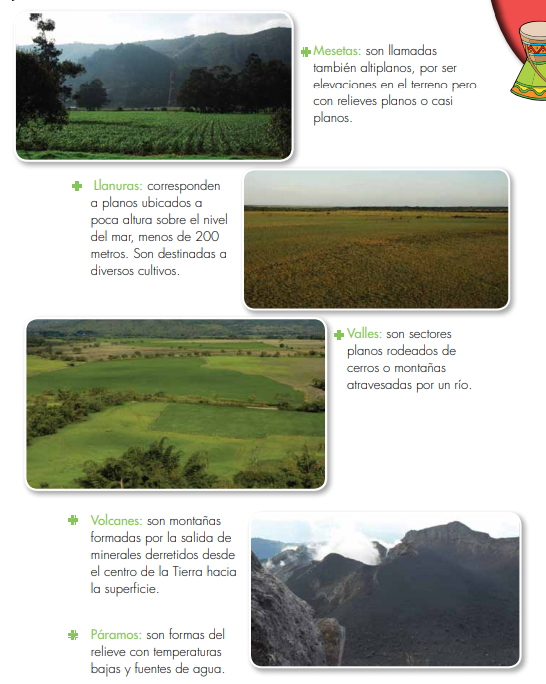 Mesetas: son llamadas
también altiplanos, por ser
elevaciones en el terreno pero
con relieves planos o casi
planos.
Llanuras: corresponden
a planos ubicados a
poca altura sobre el nivel
del mar, menos de 200
metros. Son destinadas a
diversos cultivos.
Valles: son sectores
planos rodeados de
cerros o montañas
atravesadas por un río.
Volcanes: son montañas
formadas por la salida de
minerales derretidos desde
el centro de la Tierra hacia
la superficie.
Páramos: son formas del
relieve con temperaturas
bajas y fuentes de agua.